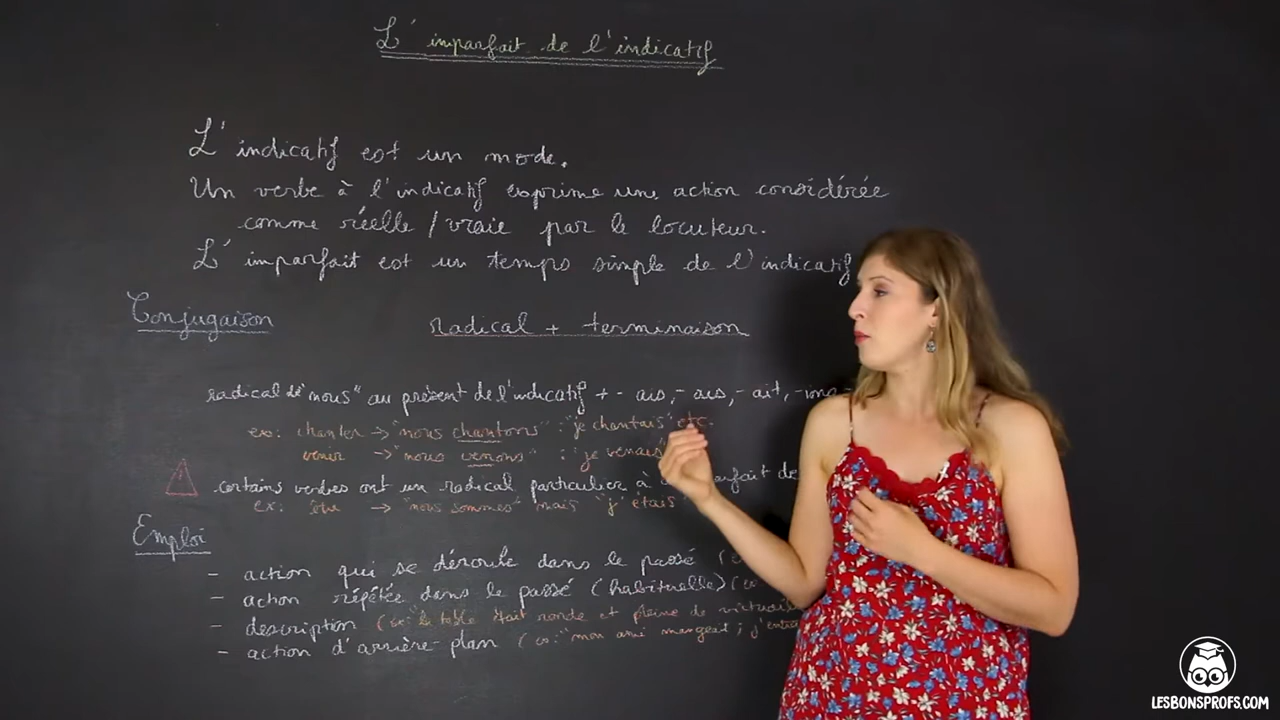 L'imparfait de l'indicatif
L'indicatif est un mode.
Un verbe à l'indicatif exprime une action considérée
comme réelle / vraie par le locuteur.
L'imparfait est un temps simple de l'indicatif
Conjugaison
radical + terminaison
radical de "nous" au présent de l'indicatif + - ais, - ais, - ait, - ions -
ex: chanter → "nous chantons" : "je chantais" etc.
venir → "nous venons" : "je venais"
! certains verbes ont un radical particulier à
ex: être → "nous sommes" mais "j'étais"
Emploi
- action qui se déroule dans le passé (
- action répétée dans le passé (habituelle) (
- description (ex: "la table était ronde et pleine de
- action d'arrière-plan (ex: "mon ami mangeait ; j'
LESBONSPROFS.COM